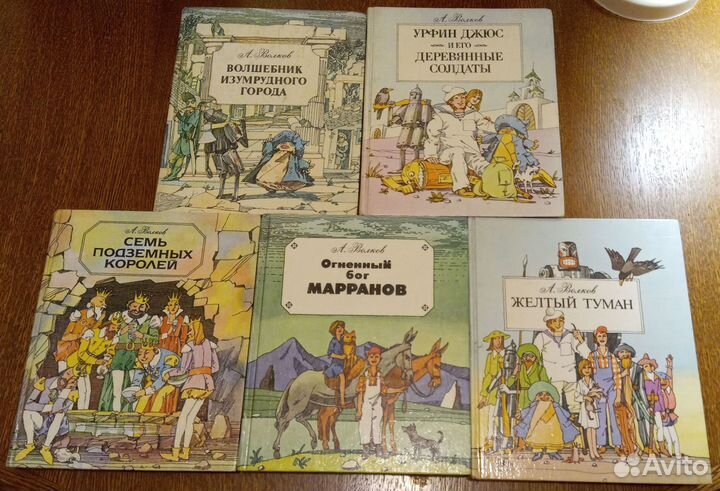 А. Волков
ВОЛШЕБНИК
ИЗУМРУДНОГО
ГОРОДА
А. Волков
УРФИН ДЖЮС
И ЕГО
ДЕРЕВЯННЫЕ
СОЛДАТЫ
А. Волков
СЕМЬ
ПОДЗЕМНЫХ
КОРОЛЕЙ
А. Волков
Огненный
бог
МАРРАНОВ
А. Волков
ЖЕЛТЫЙ ТУМАН
Avito